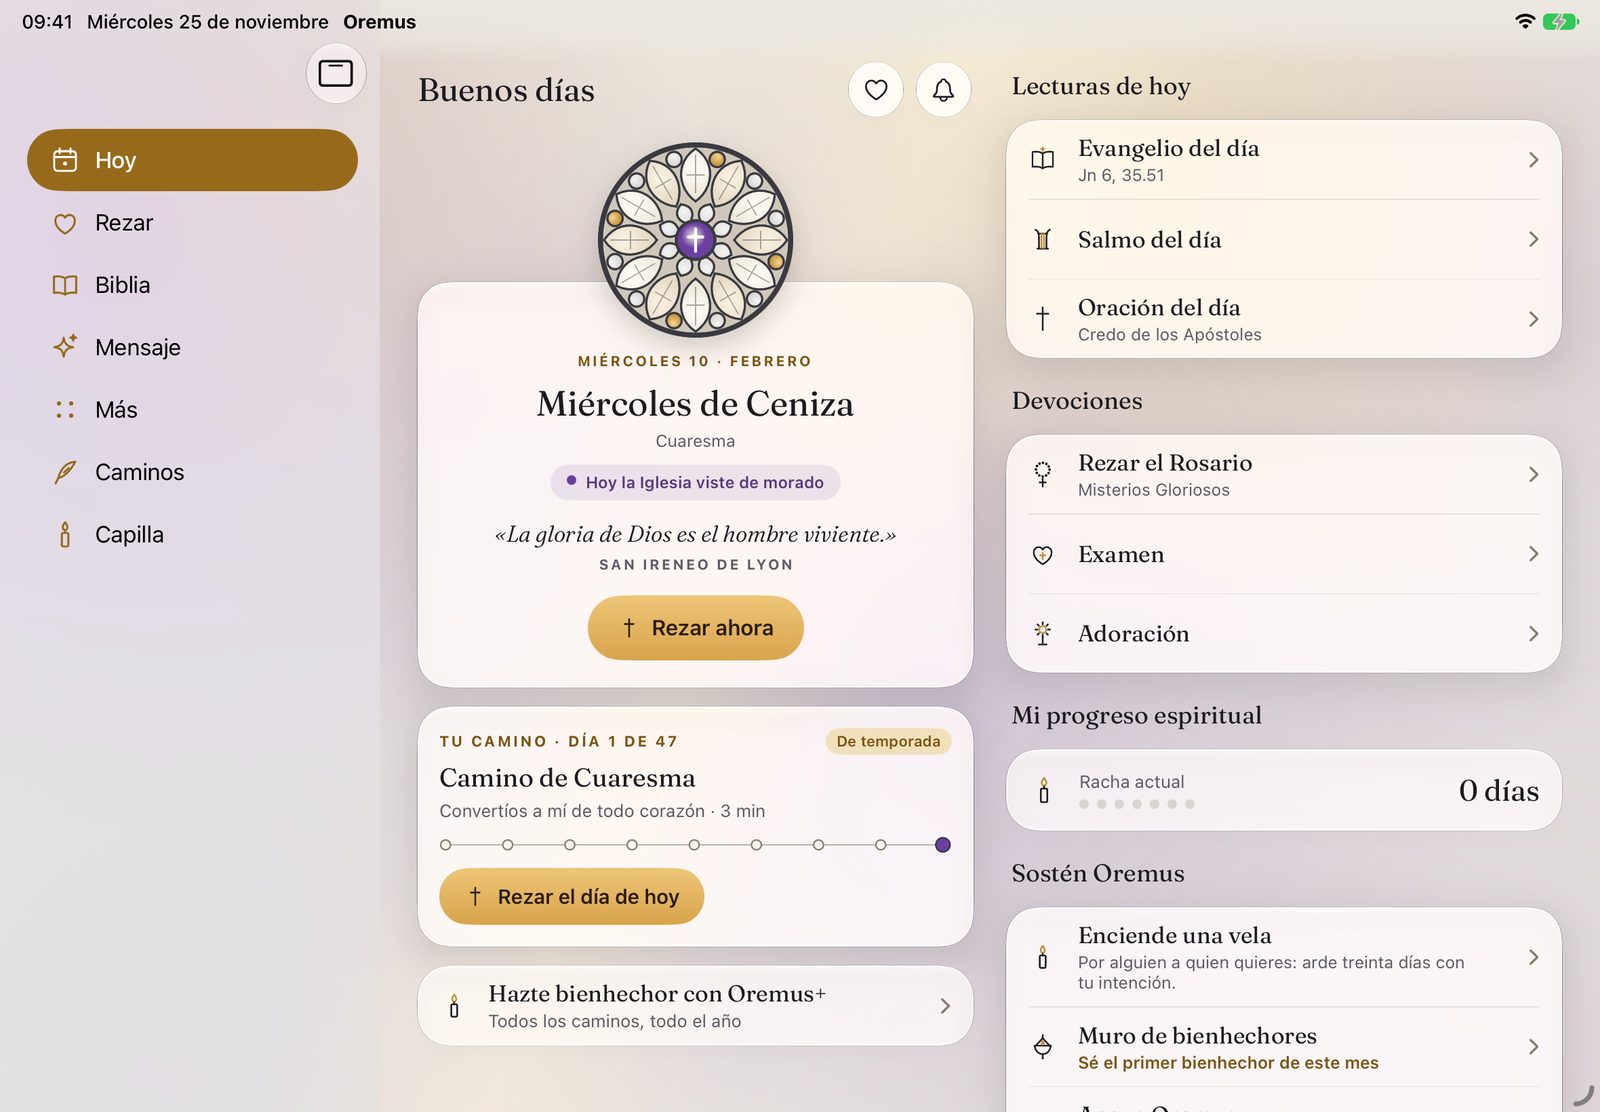 09:41 Miércoles 25 de noviembre Oremus
Hoy
Rezar
Biblia
Mensaje
Más
Caminos
Capilla
Buenos días
MIÉRCOLES 10 · FEBRERO
Miércoles de Ceniza
Cuaresma
Hoy la Iglesia viste de morado
«La gloria de Dios es el hombre viviente.»
SAN IRENEO DE LYON
Rezar ahora
TU CAMINO · DÍA 1 DE 47
De temporada
Camino de Cuaresma
Convertíos a mí de todo corazón · 3 min
Rezar el día de hoy
Hazte bienhechor con Oremus+
Todos los caminos, todo el año
Lecturas de hoy
Evangelio del día
Jn 6, 35.51
Salmo del día
Oración del día
Credo de los Apóstoles
Devociones
Rezar el Rosario
Misterios Gloriosos
Examen
Adoración
Mi progreso espiritual
Racha actual
0 días
Sostén Oremus
Enciende una vela
Por alguien a quien quieres: arde treinta días con
tu intención.
Muro de bienhechores
Sé el primer bienhechor de este mes